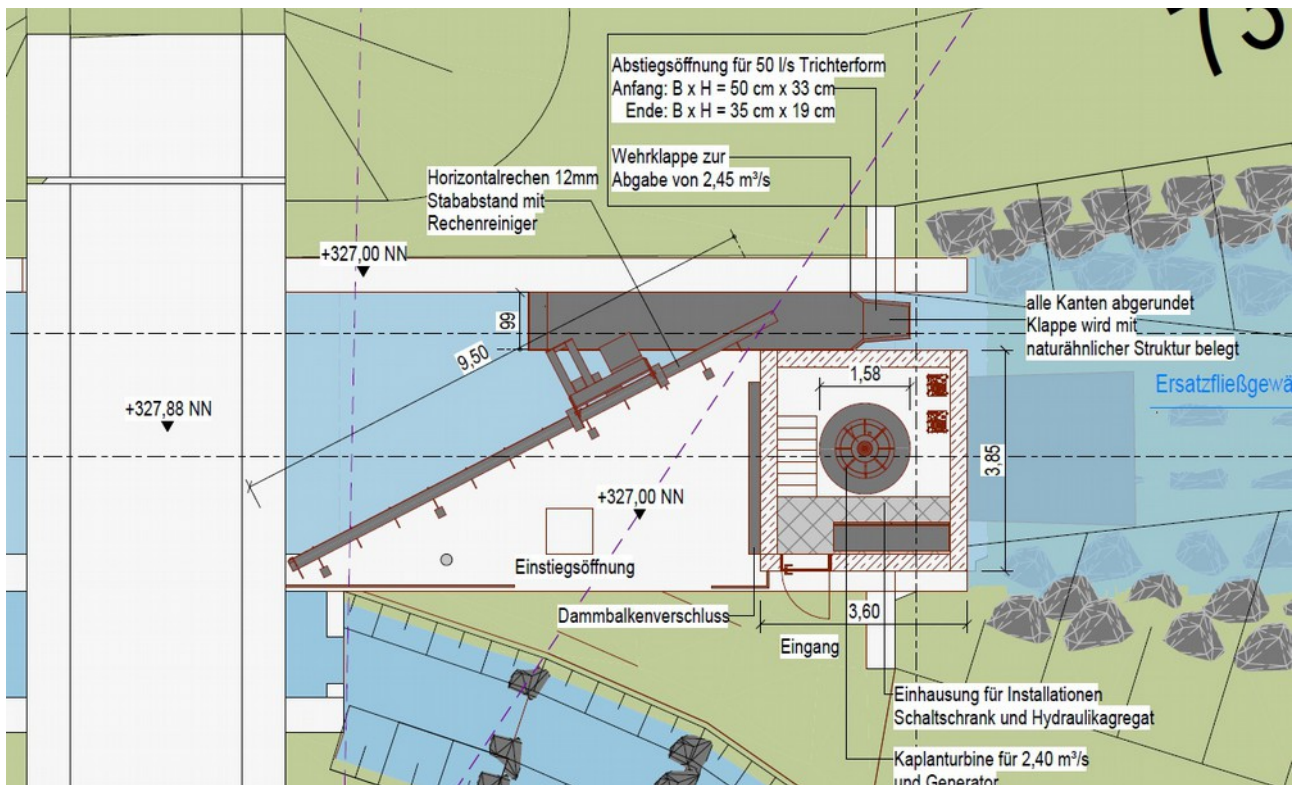 73
Abstiegsöffnung für 50 l/s Trichterform
Anfang: B x H = 50 cm x 33 cm
Ende: B x H = 35 cm x 19 cm
Wehrklappe zur
Abgabe von 2,45 m³/s
Horizontalrechen 12mm
Stababstand mit
Rechenreiniger
+327,00 NN
99
9,50
alle Kanten abgerundet
Klappe wird mit
naturähnlicher Struktur belegt
Ersatzfließgewä
1,58
+327,88 NN
3,85
+327,00 NN
Einstiegsöffnung
E
Dammbalkenverschluss
3,60
Eingang
Einhausung für Installationen
Schaltschrank und Hydraulikagregat
Kaplanturbine für 2,40 m³/s
und Generator